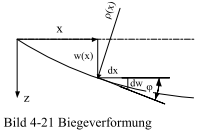 ρ(x)
x
w(x)
dx
dw
φ
z
Bild 4-21 Biegeverformung